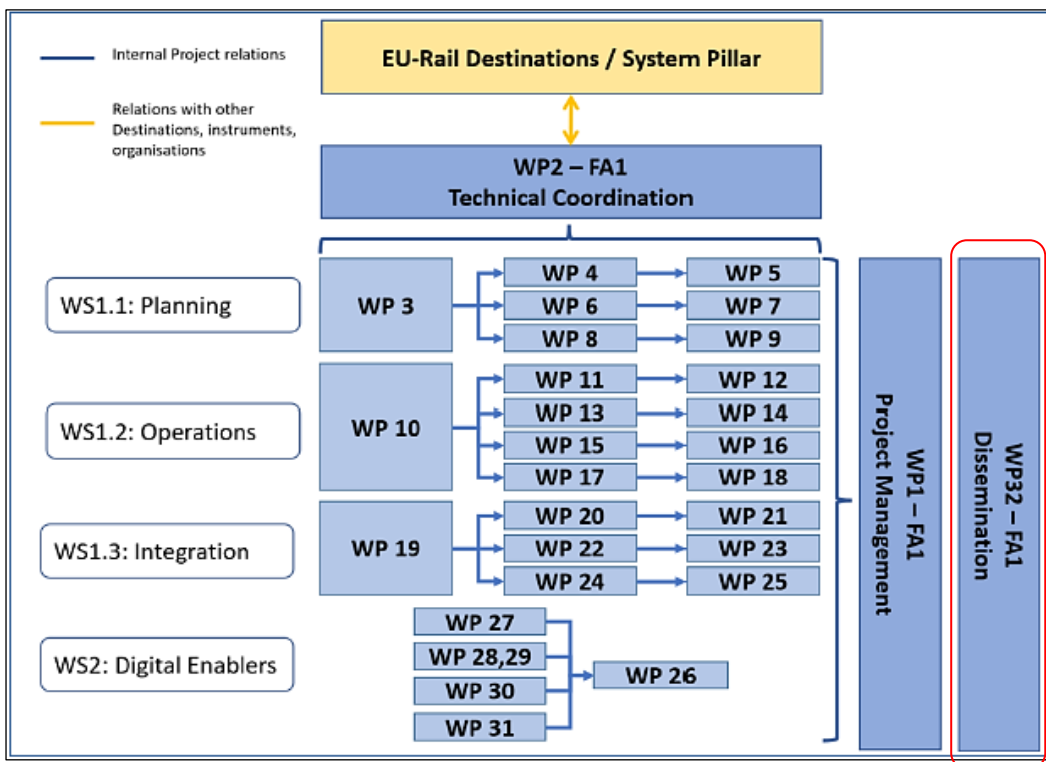 Internal Project relations
Relations with other
Destinations, instruments,
organisations
EU-Rail Destinations / System Pillar
WP2 – FA1
Technical Coordination
WS1.1: Planning
WP 3
WP 4
WP 5
WP 6
WP 7
WP 8
WP 9
WS1.2: Operations
WP 10
WP 11
WP 12
WP 13
WP 14
WP 15
WP 16
WP 17
WP 18
WS1.3: Integration
WP 19
WP 20
WP 21
WP 22
WP 23
WP 24
WP 25
WS2: Digital Enablers
WP 27
WP 28,29
WP 30
WP 31
WP 26
WP1 – FA1
Project Management
WP32 – FA1
Dissemination